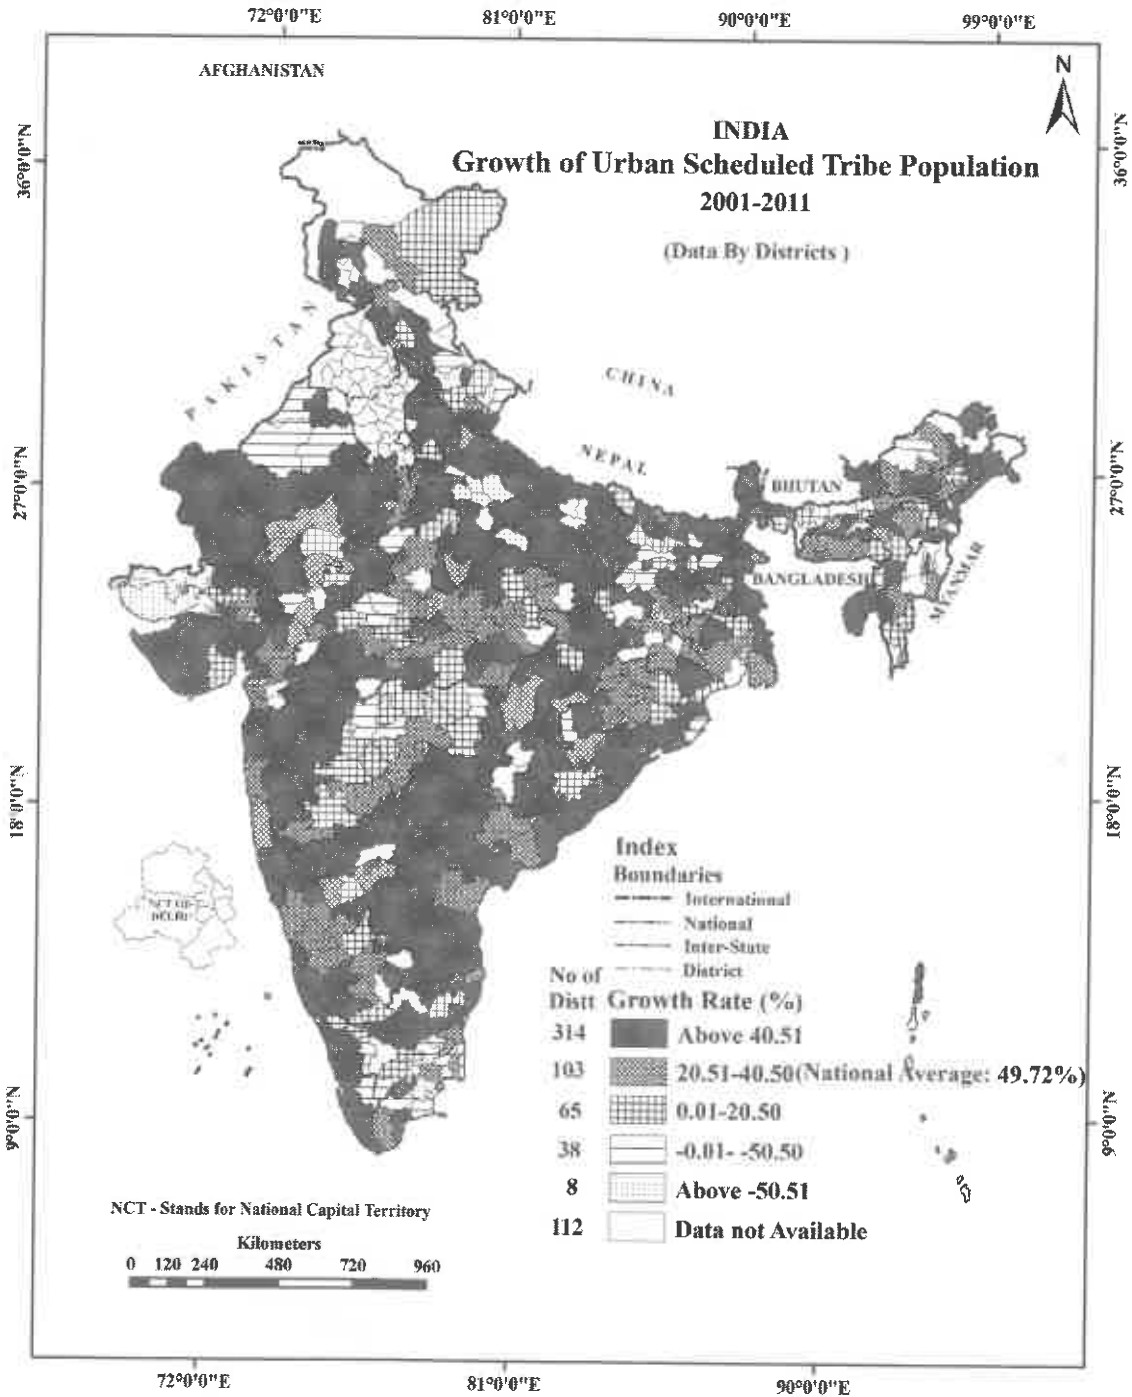 72°0'0"E 81°0'0"E 90°0'0"E 99°0'0"E
AFGHANISTAN
N
INDIA
Growth of Urban Scheduled Tribe Population
2001-2011
(Data By Districts )
36°0'0"N 36°0'0"N
PAKISTAN
CHINA
NEPAL
BHUTAN
27°0'0"N 27°0'0"N
BANGLADESH
MYANMAR
18°0'0"N 18°0'0"N
NCT OF
DELHI
Index
Boundaries
International
National
Inter-State
District
No of
Distt Growth Rate (%)
314 Above 40.51
103 20.51-40.50(National Average: 49.72%)
65 0.01-20.50
38 -0.01- -50.50
8 Above -50.51
112 Data not Available
9°0'0"N 9°0'0"N
NCT - Stands for National Capital Territory
Kilometers
0 120 240 480 720 960
72°0'0"E 81°0'0"E 90°0'0"E